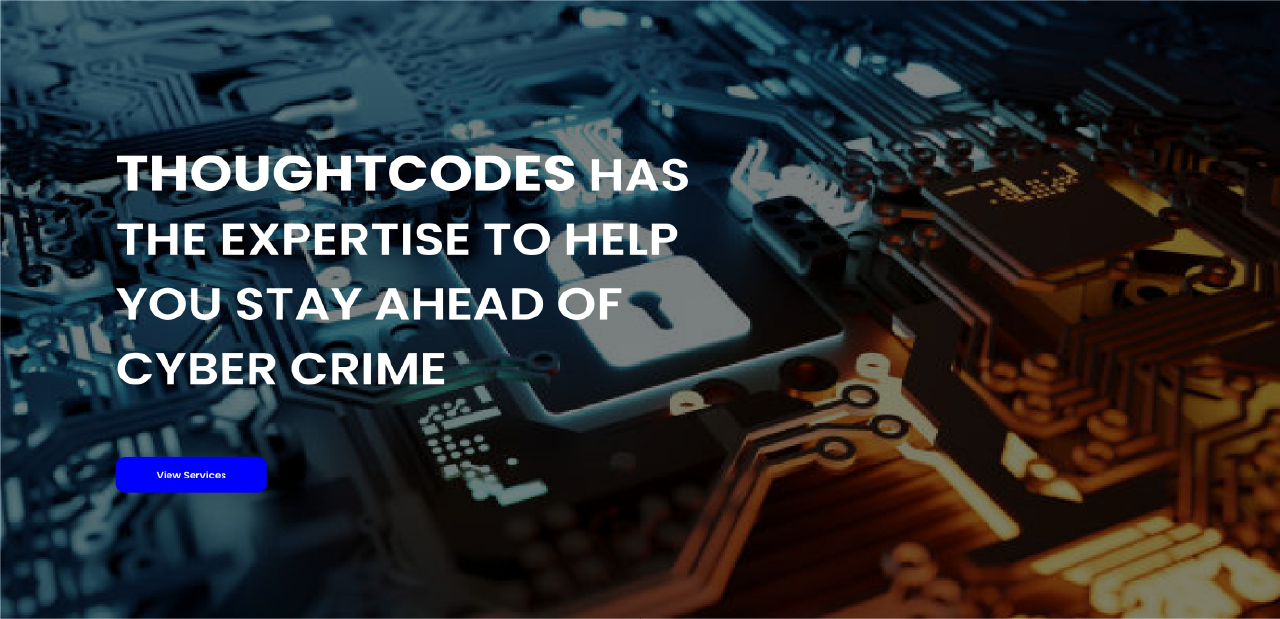 THOUGHTCODES HAS
THE EXPERTISE TO HELP
YOU STAY AHEAD OF
CYBER CRIME
View Services